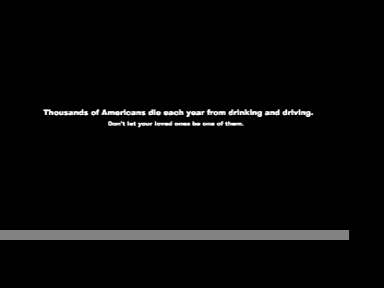 Thousands of Americans die each year from drinking and driving.
Don't let your loved ones be one of them.